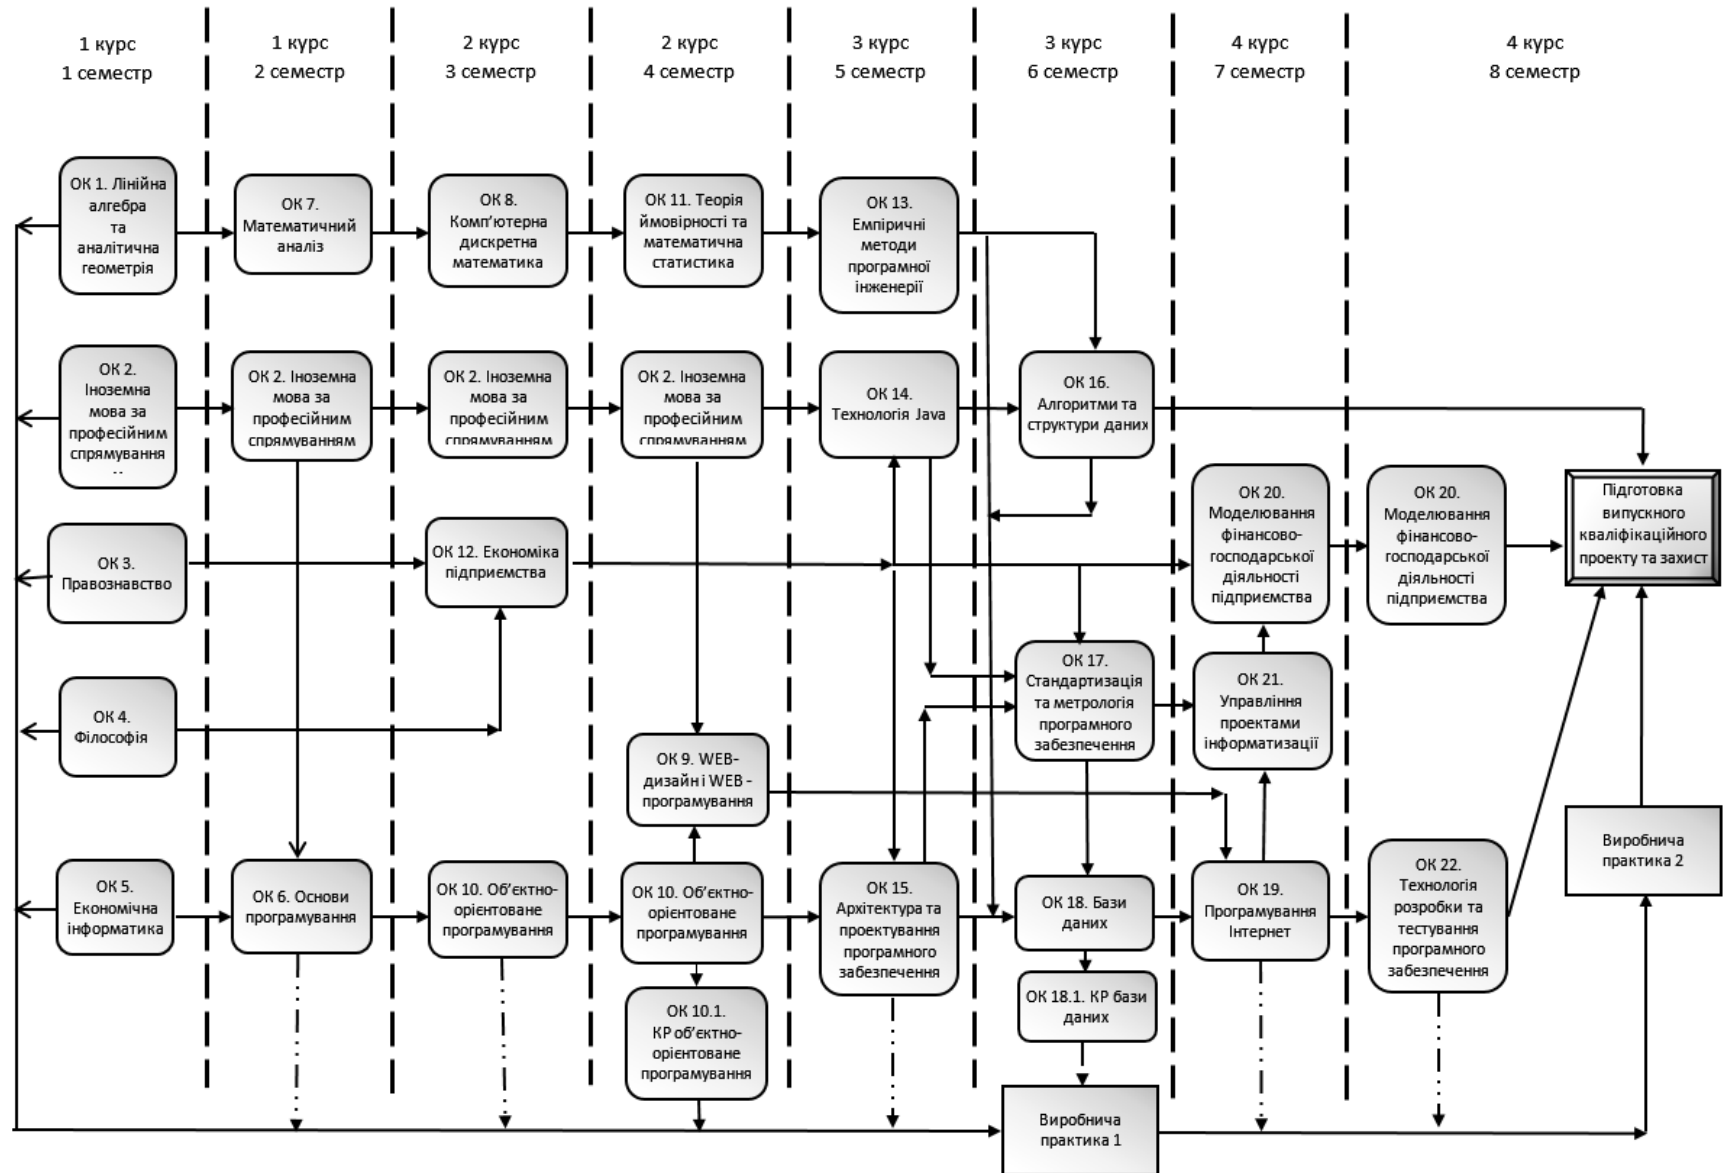 1 курс
1 семестр
1 курс
2 семестр
2 курс
3 семестр
2 курс
4 семестр
3 курс
5 семестр
3 курс
6 семестр
4 курс
7 семестр
4 курс
8 семестр
ОК 1. Лінійна
алгебра
та
аналітична
геометрія
ОК 7.
Математичний
аналіз
ОК 8.
Комп'ютерна
дискретна
математика
ОК 11. Теорія
ймовірності та
математична
статистика
ОК 13.
Емпіричні
методи
програмної
інженерії
ОК 2.
Іноземна
мова за
професійним
спрямування
ОК 2. Іноземна
мова за
професійним
спрямуванням
ОК 2. Іноземна
мова за
професійним
спрямуванням
ОК 2. Іноземна
мова за
професійним
спрямуванням
ОК 14.
Технологія Java
ОК 16.
Алгоритми та
структури даних
ОК 3.
Правознавство
ОК 12. Економіка
підприємства
ОК 20.
Моделювання
фінансово-
господарської
діяльності
підприємства
ОК 20.
Моделювання
фінансово-
господарської
діяльності
підприємства
Підготовка
випускного
кваліфікаційного
проекту та захист
ОК 4.
Філософія
ОК 9. WEB-
дизайн і WEB -
програмування
ОК 17.
Стандартизація
та метрологія
програмного
забезпечення
ОК 21.
Управління
проектами
інформатизації
ОК 5.
Економічна
інформатика
ОК 6. Основи
програмування
ОК 10. Об'єктно-
орієнтоване
програмування
ОК 10. Об'єктно-
орієнтоване
програмування
ОК 15.
Архітектура та
проектування
програмного
забезпечення
ОК 18. Бази
даних
ОК 19.
Програмування
Інтернет
ОК 22.
Технологія
розробки та
тестування
програмного
забезпечення
Виробнича
практика 2
ОК 10.1.
КР об'єктно-
орієнтоване
програмування
ОК 18.1. КР бази
даних
Виробнича
практика 1